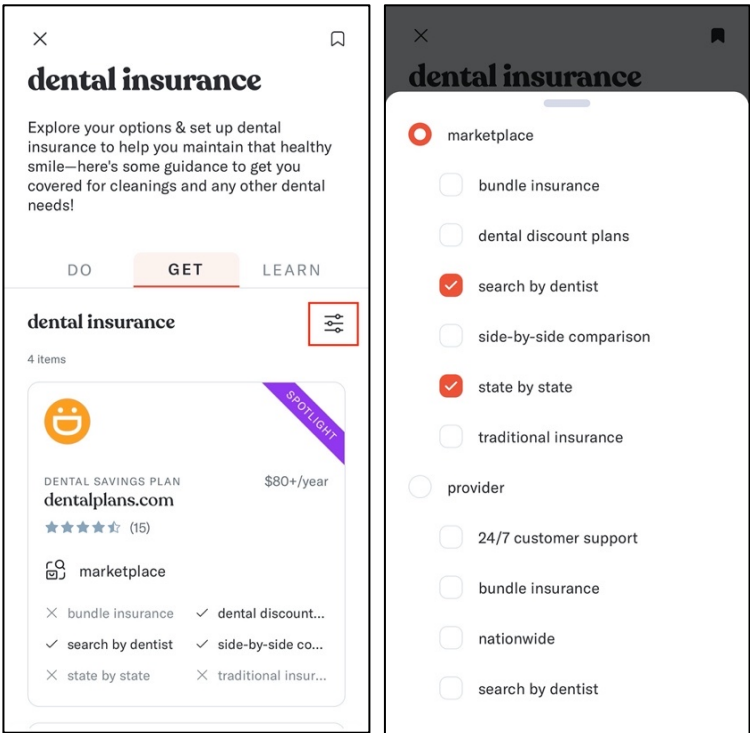 dental insurance
Explore your options & set up dental
insurance to help you maintain that healthy
smile—here's some guidance to get you
covered for cleanings and any other dental
needs!
DO GET LEARN
dental insurance
4 items
SPOTLIGHT
DENTAL SAVINGS PLAN $80+/year
dentalplans.com
(15)
marketplace
bundle insurance dental discount...
search by dentist side-by-side co...
state by state traditional insur...
dental insurance
marketplace
bundle insurance
dental discount plans
search by dentist
side-by-side comparison
state by state
traditional insurance
provider
24/7 customer support
bundle insurance
nationwide
search by dentist